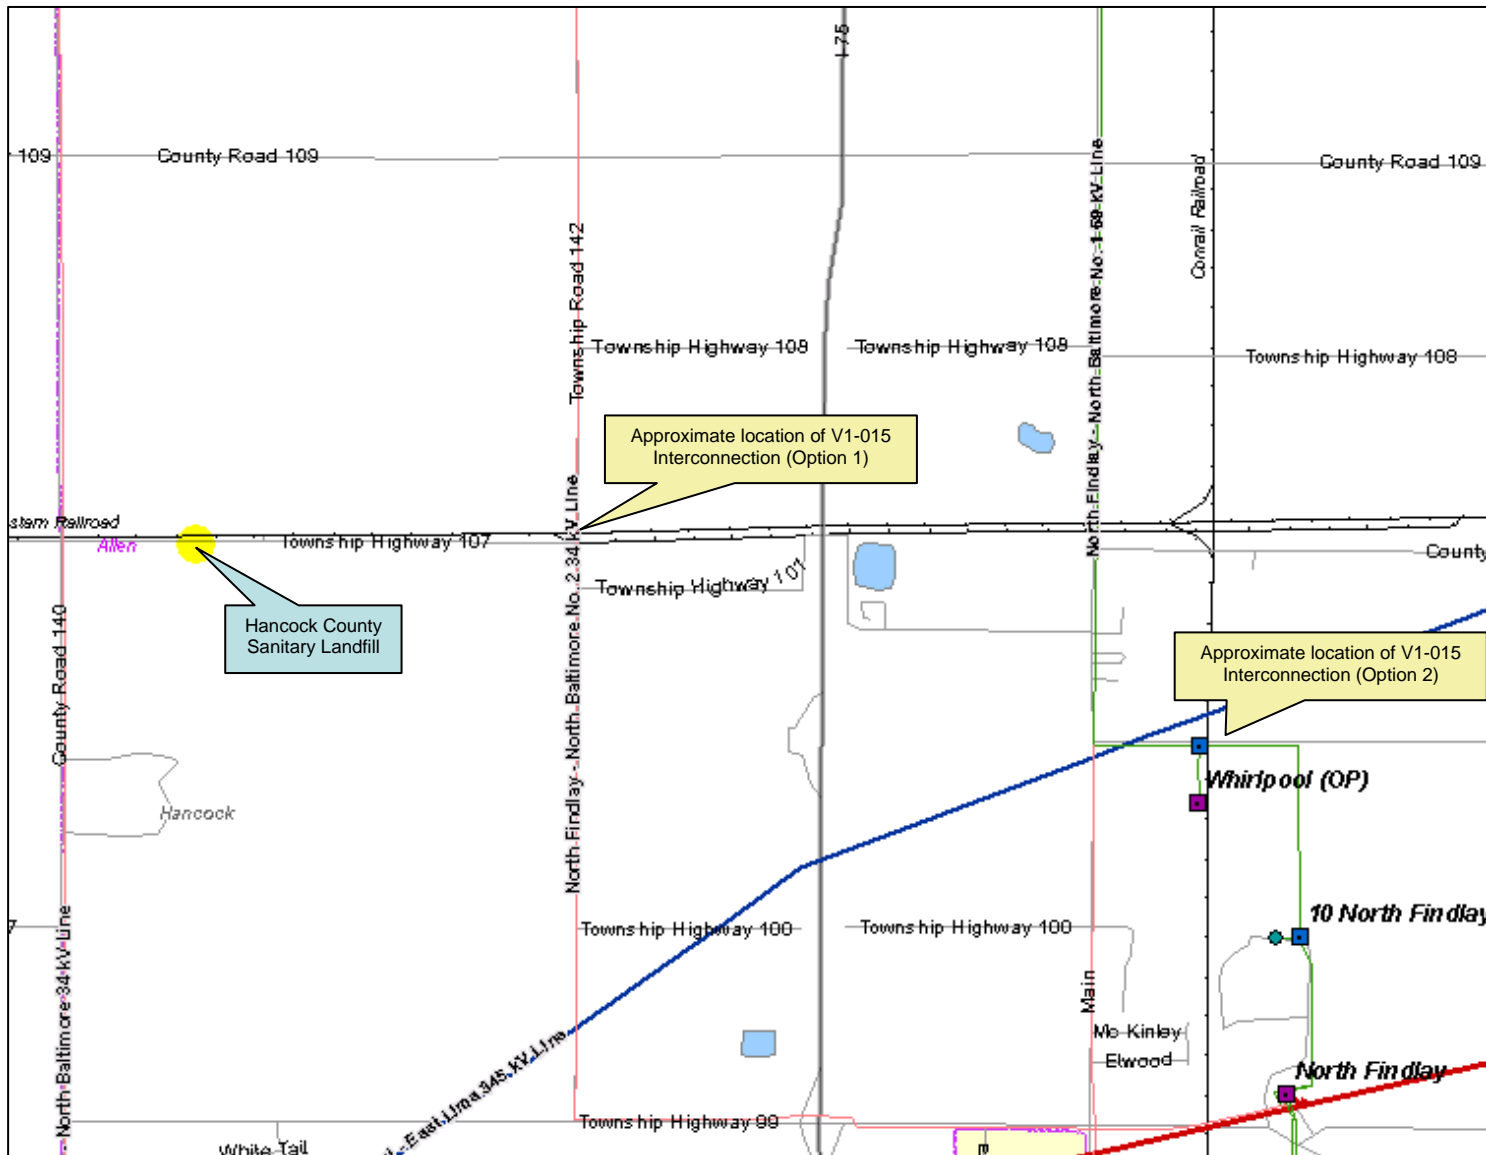 I-75
109
County Road 109
County Road 109
Conrail Railroad
North Findlay - North Baltimore No. 1 69 kV Line
Township Road 142
Township Highway 108
Township Highway 108
Township Highway 108
Approximate location of V1-015
Interconnection (Option 1)
stern Railroad
Allen
Township Highway 107
County
Township Highway 101
North Findlay - North Baltimore No. 2 34 kV Line
Hancock County
Sanitary Landfill
County Road 140
Approximate location of V1-015
Interconnection (Option 2)
Whirlpool (OP)
Hancock
10 North Findlay
7
Township Highway 100
Township Highway 100
North Baltimore 34 kV Line
Main
Mc Kinley
Elwood
East Lima 345 kV Line
North Findlay
Township Highway 99
White Tail